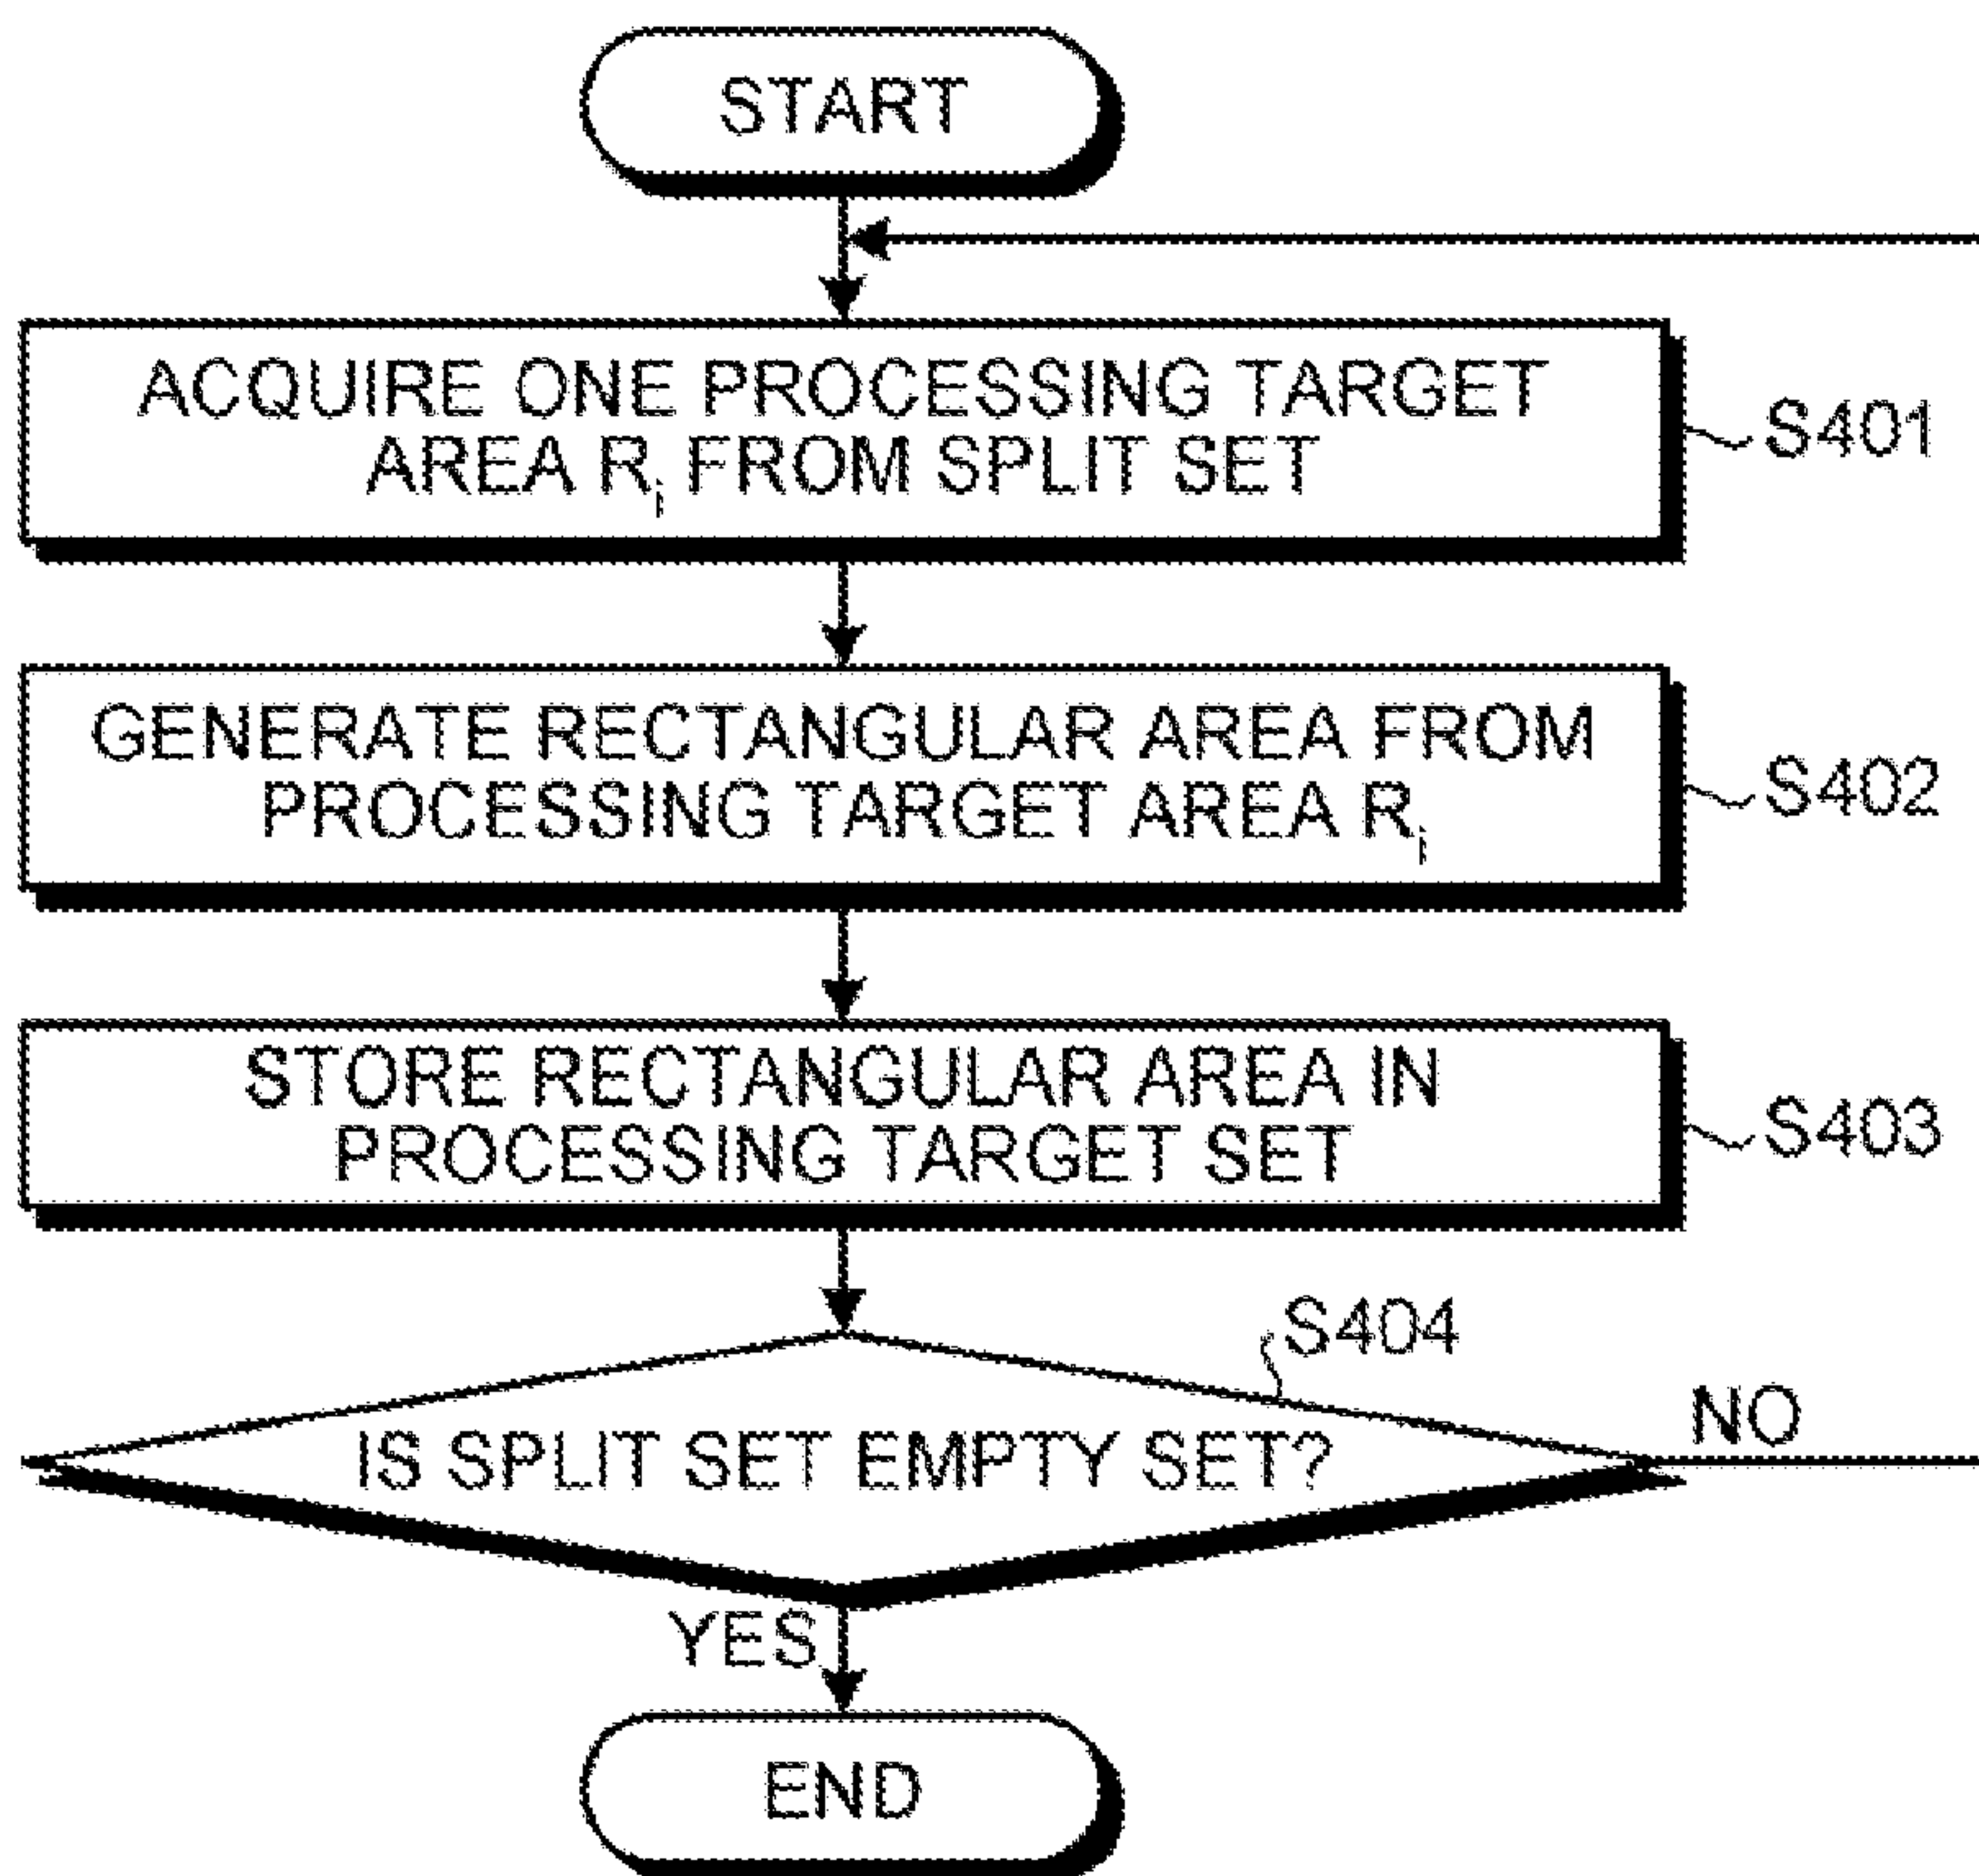 START
ACQUIRE ONE PROCESSING TARGET
AREA Ri FROM SPLIT SET
S401
GENERATE RECTANGULAR AREA FROM
PROCESSING TARGET AREA Ri
S402
STORE RECTANGULAR AREA IN
PROCESSING TARGET SET
S403
S404
IS SPLIT SET EMPTY SET?
NO
YES
END